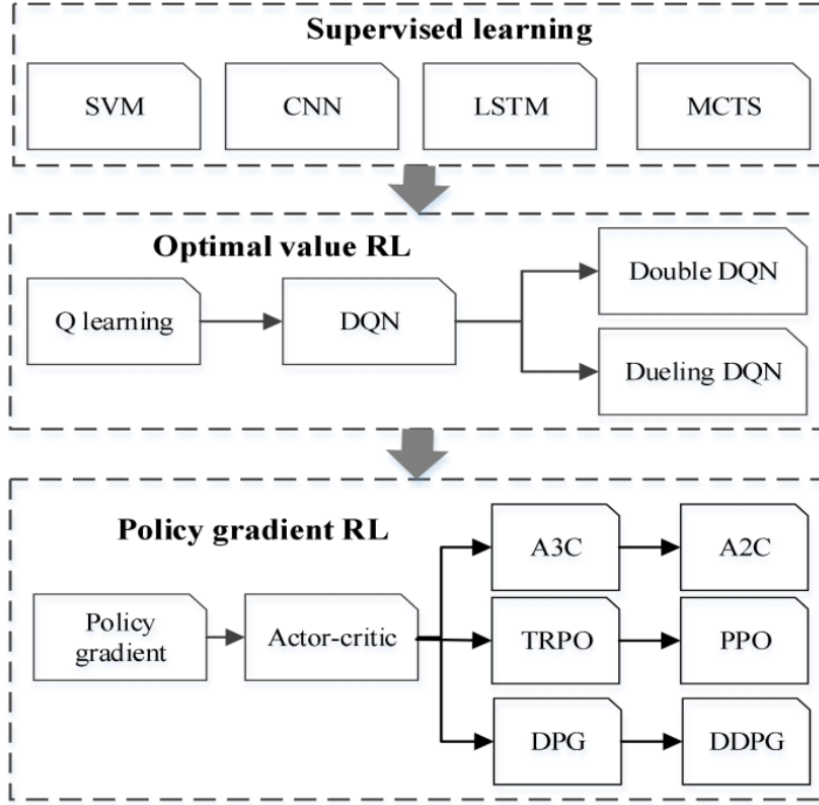 Supervised learning
SVM
CNN
LSTM
MCTS
Optimal value RL
Q learning
DQN
Double DQN
Dueling DQN
Policy gradient RL
Policy
gradient
Actor-critic
A3C
A2C
TRPO
PPO
DPG
DDPG